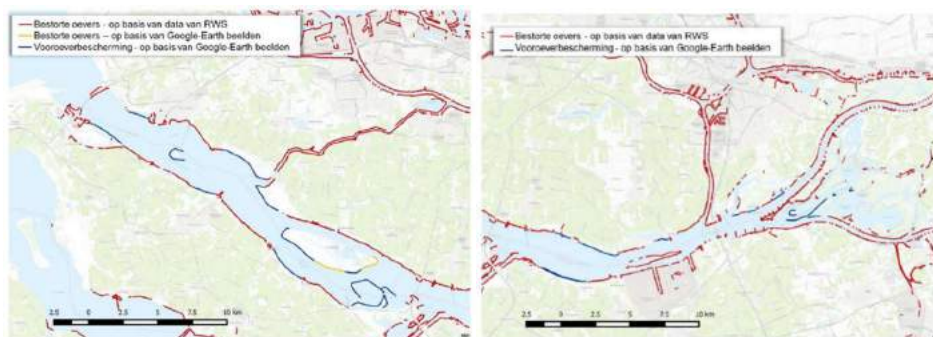 Bestorte oevers - op basis van data van RWS
Bestorte oevers – op basis van Google-Earth beelden
Vooroeverbescherming - op basis van Google-Earth beelden
2.5 0 2.5 5 7.5 10 km
Bestorte oevers - op basis van data van RWS
Vooroeverbescherming - op basis van Google-Earth beelden
2.5 0 2.5 5 7.5 10 km